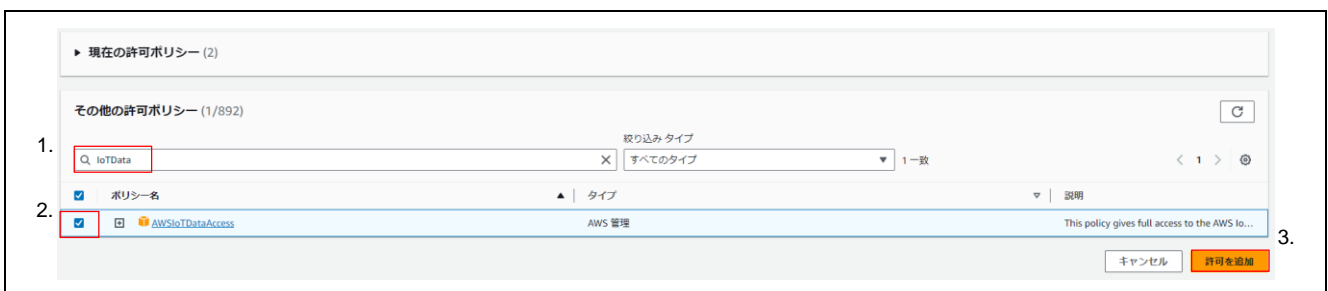 ▶ 現在の許可ポリシー (2)
その他の許可ポリシー (1/892)
1.
絞り込み タイプ
IoTData
すべてのタイプ
1 一致
1
ポリシー名
タイプ
説明
2.
AWSIoTDataAccess
AWS 管理
This policy gives full access to the AWS Io...
3.
キャンセル
許可を追加